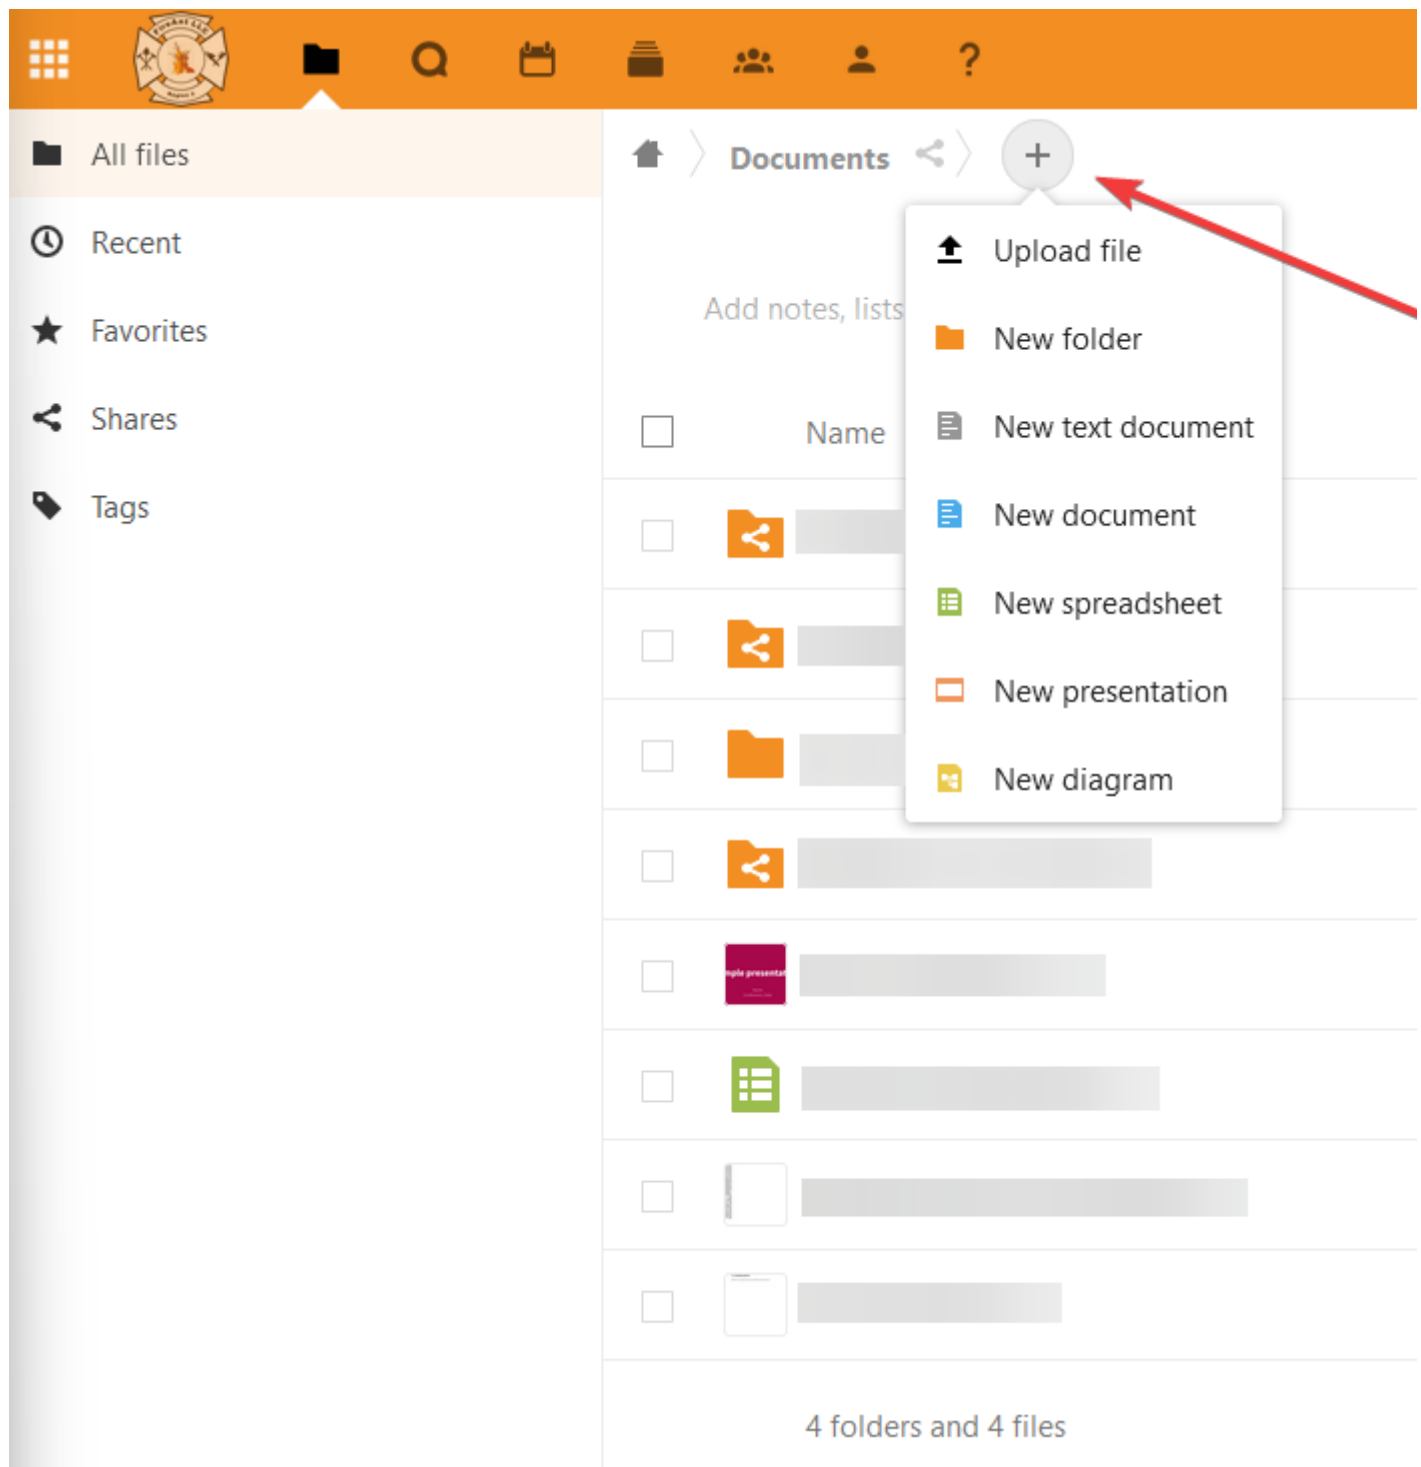 All files
Recent
Favorites
Shares
Tags
Documents
Upload file
New folder
New text document
New document
New spreadsheet
New presentation
New diagram
Add notes, lists
Name
4 folders and 4 files